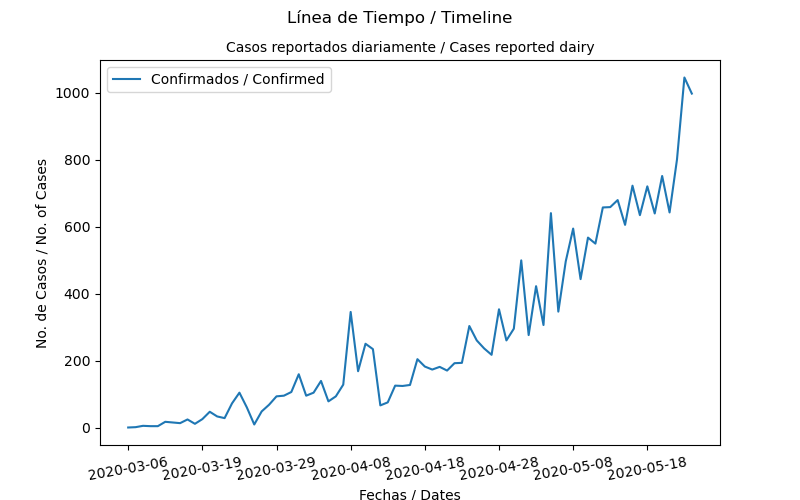 Línea de Tiempo / Timeline
Casos reportados diariamente / Cases reported dairy
Confirmados / Confirmed
No. de Casos / No. of Cases
1000
800
600
400
200
0
2020-03-06 2020-03-19 2020-03-29 2020-04-08 2020-04-18 2020-04-28 2020-05-08 2020-05-18
Fechas / Dates